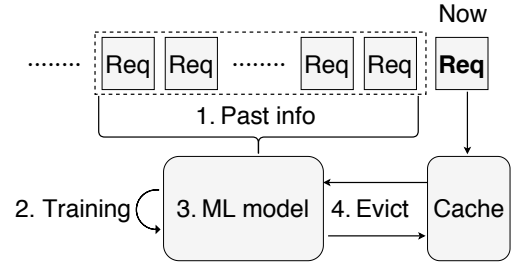 Now
........ Req Req ........ Req Req Req
1. Past info
2. Training 3. ML model 4. Evict Cache